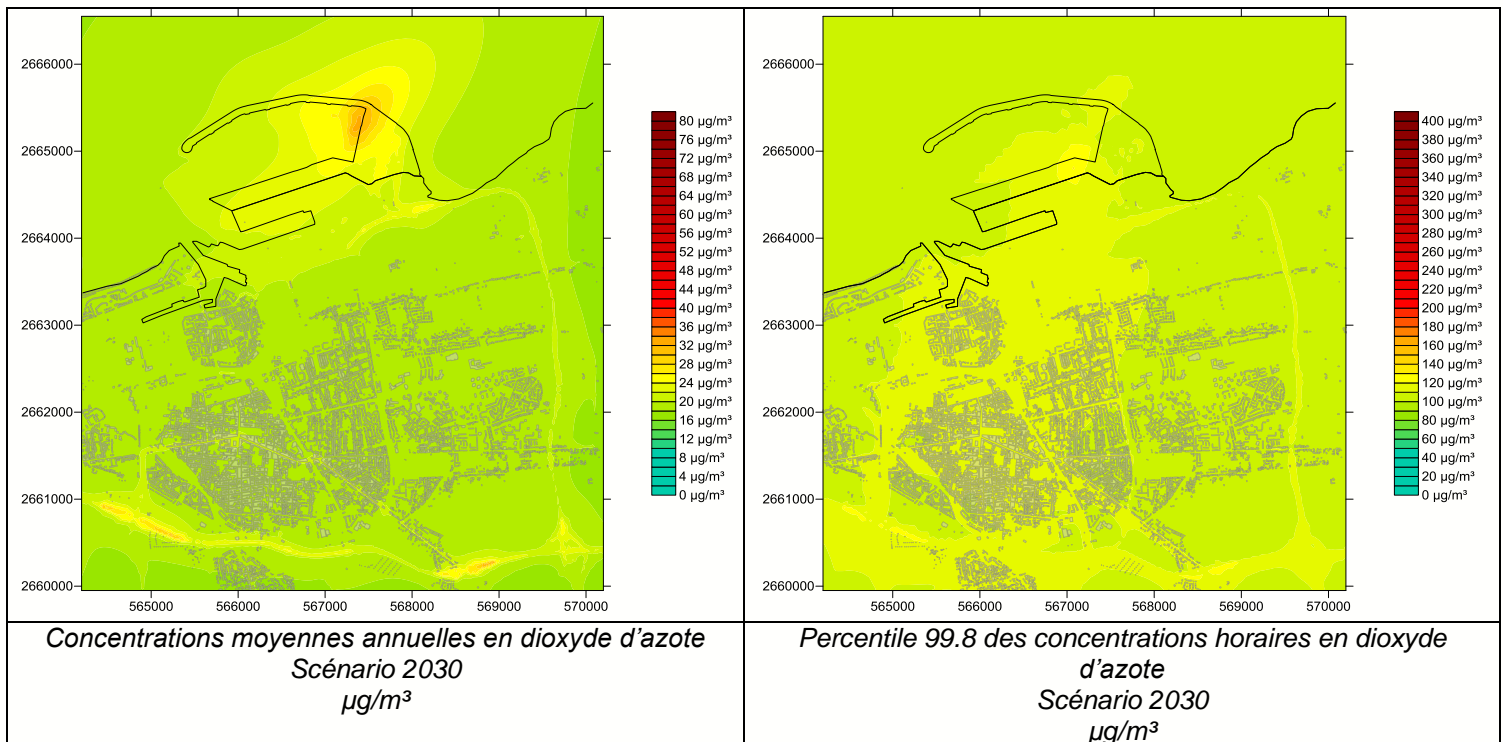 2666000
2665000
2664000
2663000
2662000
2661000
2660000
565000 566000 567000 568000 569000 570000
80 µg/m³
76 µg/m³
72 µg/m³
68 µg/m³
64 µg/m³
60 µg/m³
56 µg/m³
52 µg/m³
48 µg/m³
44 µg/m³
40 µg/m³
36 µg/m³
32 µg/m³
28 µg/m³
24 µg/m³
20 µg/m³
16 µg/m³
12 µg/m³
8 µg/m³
4 µg/m³
0 µg/m³
Concentrations moyennes annuelles en dioxyde d'azote
Scénario 2030
µg/m³
2666000
2665000
2664000
2663000
2662000
2661000
2660000
565000 566000 567000 568000 569000 570000
400 µg/m³
380 µg/m³
360 µg/m³
340 µg/m³
320 µg/m³
300 µg/m³
280 µg/m³
260 µg/m³
240 µg/m³
220 µg/m³
200 µg/m³
180 µg/m³
160 µg/m³
140 µg/m³
120 µg/m³
100 µg/m³
80 µg/m³
60 µg/m³
40 µg/m³
20 µg/m³
0 µg/m³
Percentile 99.8 des concentrations horaires en dioxyde
d'azote
Scénario 2030
µg/m³